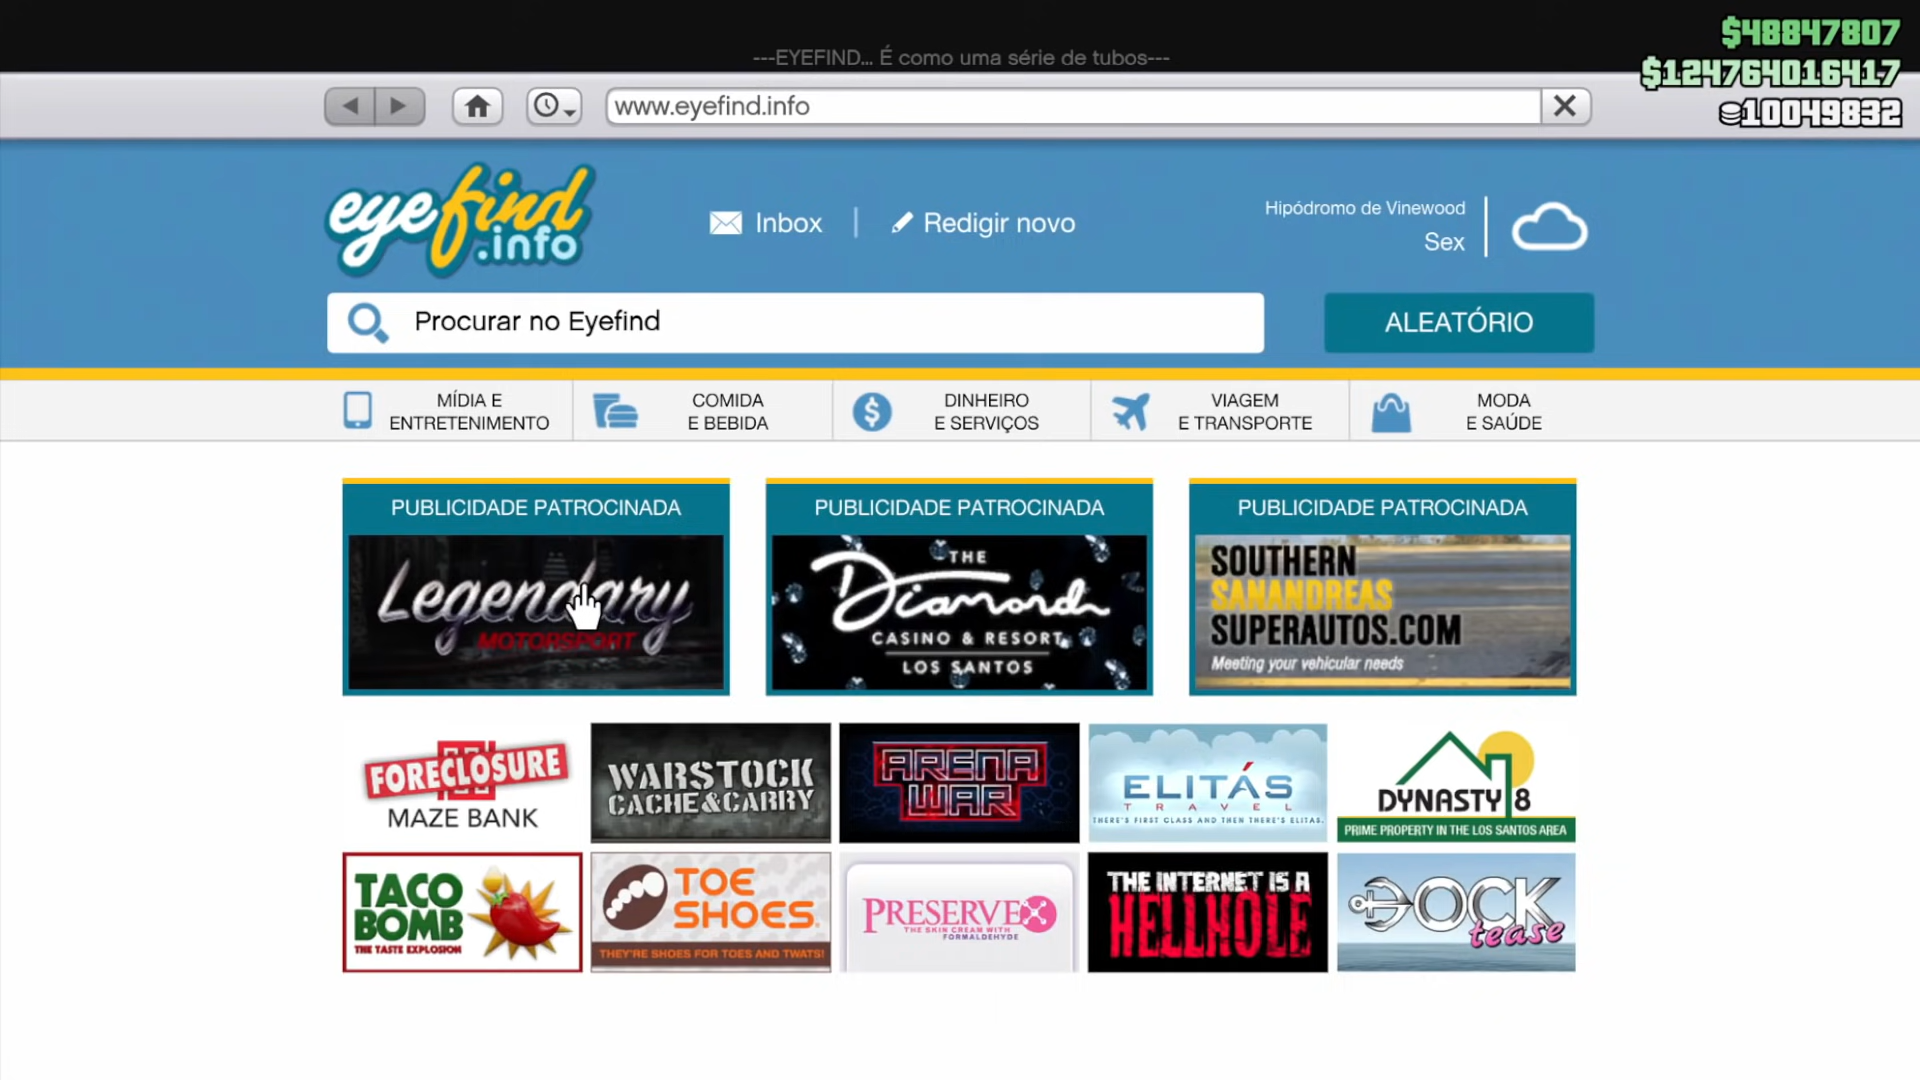 ---EYEFIND... É como uma série de tubos---
$48847807
$124764016417
10049832
www.eyefind.info
eyefind
.info
Inbox
Redigir novo
Hipódromo de Vinewood
Sex
Procurar no Eyefind
ALEATÓRIO
MÍDIA E
ENTRETENIMENTO
COMIDA
E BEBIDA
DINHEIRO
E SERVIÇOS
VIAGEM
E TRANSPORTE
MODA
E SAÚDE
PUBLICIDADE PATROCINADA
Legendary
MOTORSPORT
PUBLICIDADE PATROCINADA
THE
Diamond
CASINO & RESORT
LOS SANTOS
PUBLICIDADE PATROCINADA
SOUTHERN
SANANDREAS
SUPERAUTOS.COM
Meeting your vehicular needs
FORECLOSURE
MAZE BANK
WARSTOCK
CACHE&CARRY
ARENA
WAR
ELITÁS
TRAVEL
THERE'S FIRST CLASS AND THEN THERE'S ELITAS.
DYNASTY 8
PRIME PROPERTY IN THE LOS SANTOS AREA
TACO
BOMB
THE TASTE EXPLOSION
TOE
SHOES
THEY'RE SHOES FOR TOES AND TWATS!
PRESERVEX
THE SKIN CREAM WITH
FORMALDEHYDE
THE INTERNET IS A
HELLHOLE
DOCK
tease